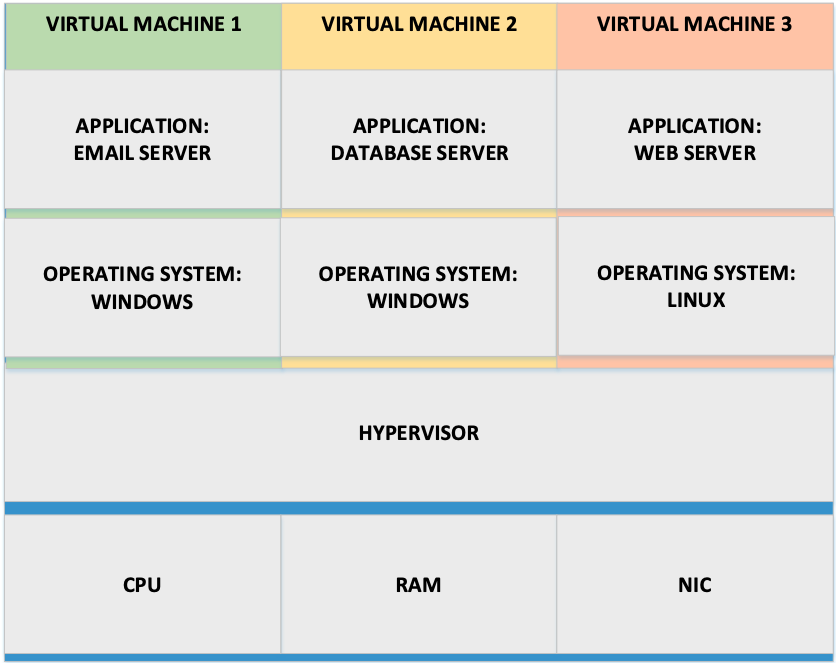 VIRTUAL MACHINE 1
VIRTUAL MACHINE 2
VIRTUAL MACHINE 3
APPLICATION:
EMAIL SERVER
APPLICATION:
DATABASE SERVER
APPLICATION:
WEB SERVER
OPERATING SYSTEM:
WINDOWS
OPERATING SYSTEM:
WINDOWS
OPERATING SYSTEM:
LINUX
HYPERVISOR
CPU
RAM
NIC